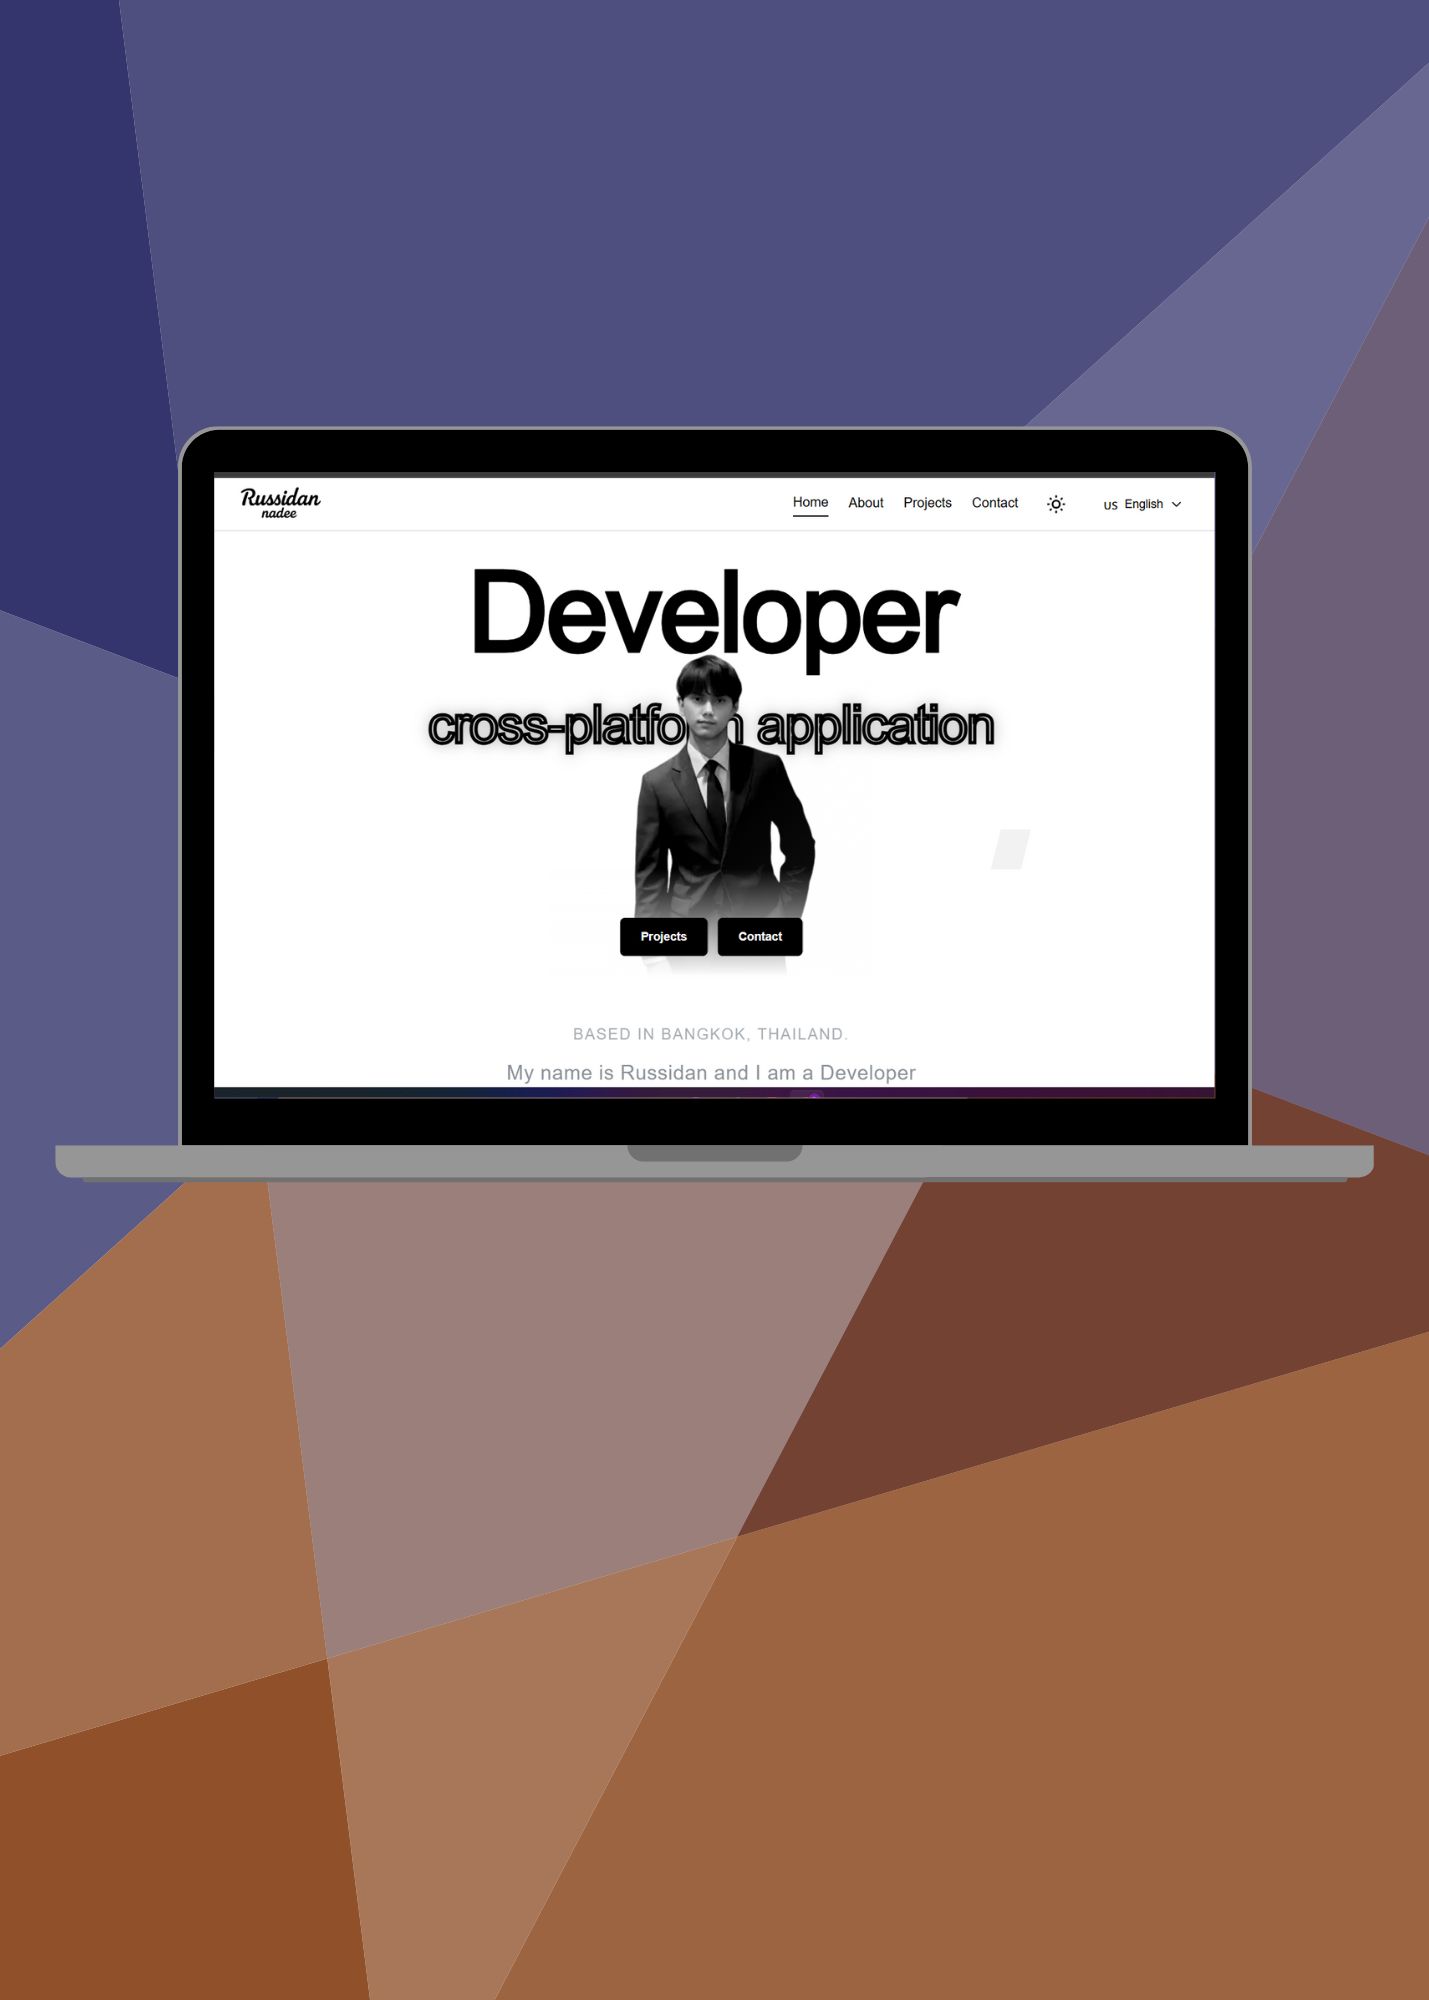 Russidan
nadee
Home About Projects Contact US English
Developer
cross-platfo application
Projects Contact
BASED IN BANGKOK, THAILAND.
My name is Russidan and I am a Developer